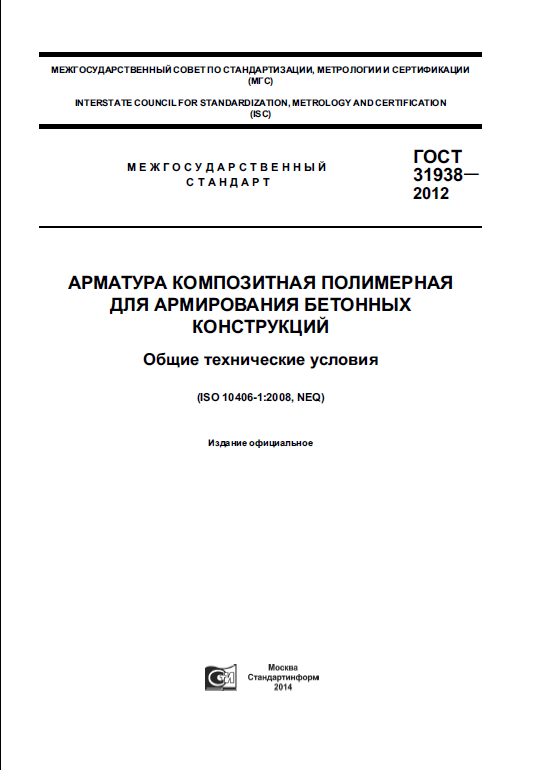 МЕЖГОСУДАРСТВЕННЫЙ СОВЕТ ПО СТАНДАРТИЗАЦИИ, МЕТРОЛОГИИ И СЕРТИФИКАЦИИ
(МГС)
INTERSTATE COUNCIL FOR STANDARDIZATION, METROLOGY AND CERTIFICATION
(ISC)
МЕЖГОСУДАРСТВЕННЫЙ
СТАНДАРТ
ГОСТ
31938—
2012
АРМАТУРА КОМПОЗИТНАЯ ПОЛИМЕРНАЯ
ДЛЯ АРМИРОВАНИЯ БЕТОННЫХ
КОНСТРУКЦИЙ
Общие технические условия
(ISO 10406-1:2008, NEQ)
Издание официальное
Москва
Стандартинформ
2014